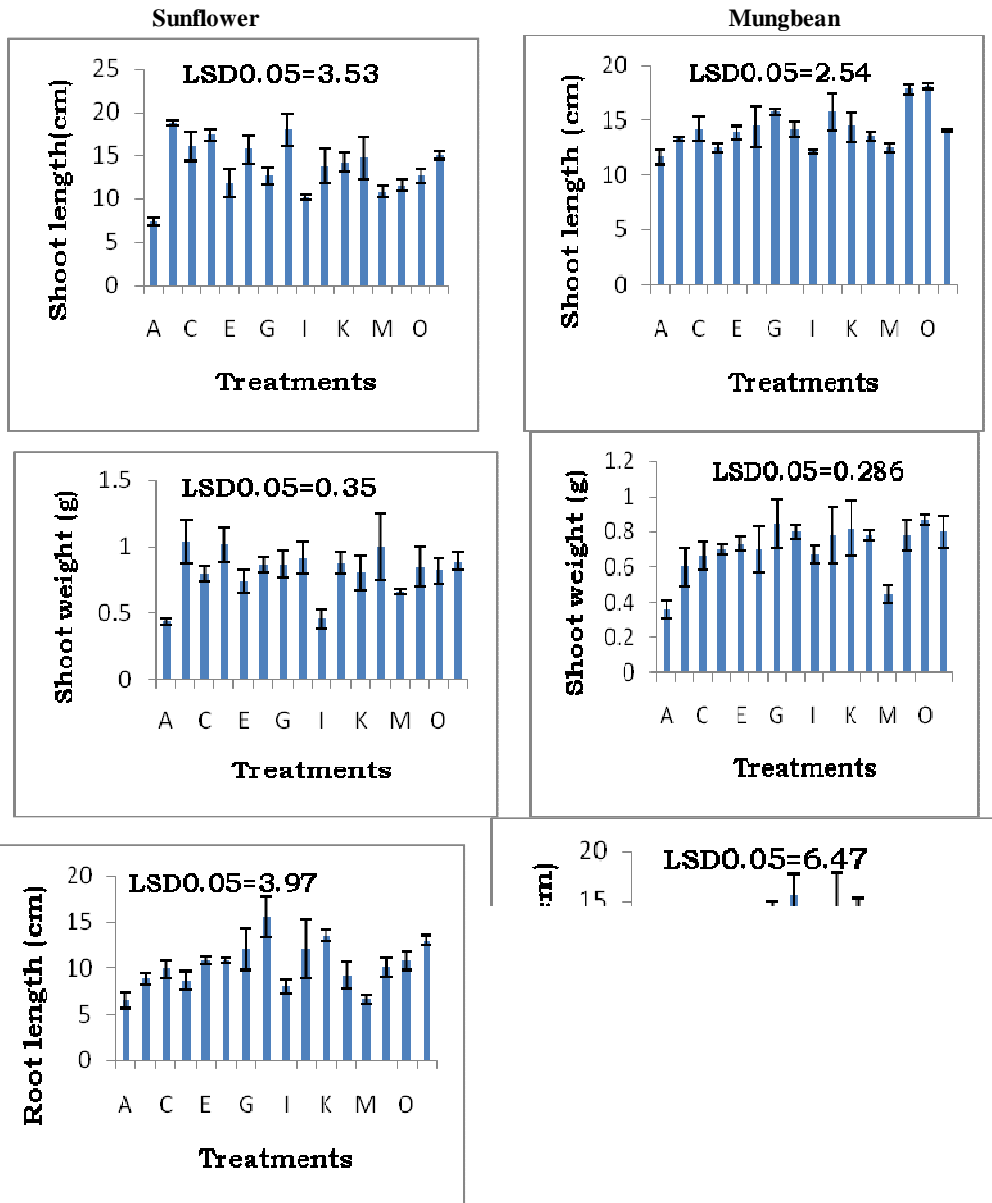 Sunflower
Mungbean
LSD0.05=3.53
Shoot length(cm)
25
20
15
10
5
0
A C E G I K M O
Treatments
LSD0.05=2.54
Shoot length (cm)
20
15
10
5
0
A C E G I K M O
Treatments
LSD0.05=0.35
Shoot weight (g)
1.5
1
0.5
0
A C E G I K M O
Treatments
LSD0.05=0.286
Shoot weight (g)
1.2
1
0.8
0.6
0.4
0.2
0
A C E G I K M O
Treatments
LSD0.05=3.97
Root length (cm)
20
15
10
5
0
A C E G I K M O
Treatments
LSD0.05=6.47
cm)
20
15